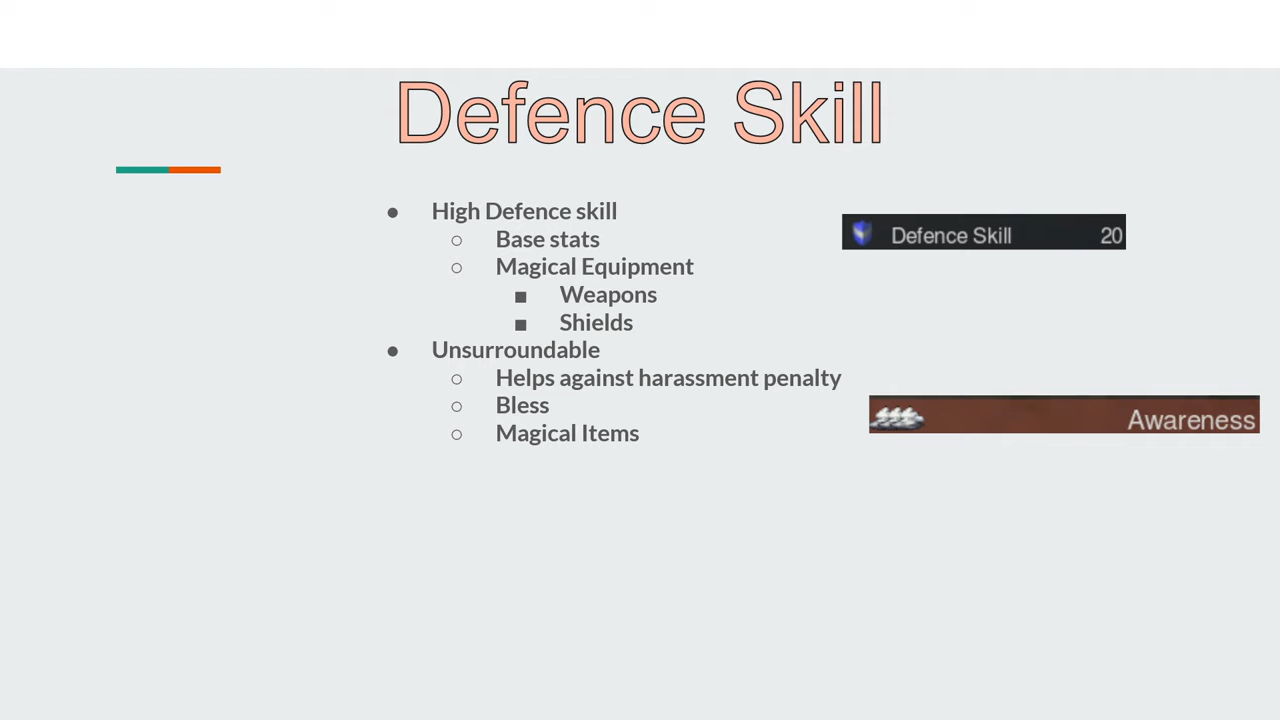 Defence Skill
● High Defence skill
○ Base stats
○ Magical Equipment
■ Weapons
■ Shields
● Unsurroundable
○ Helps against harassment penalty
○ Bless
○ Magical Items
Defence Skill 20
Awareness